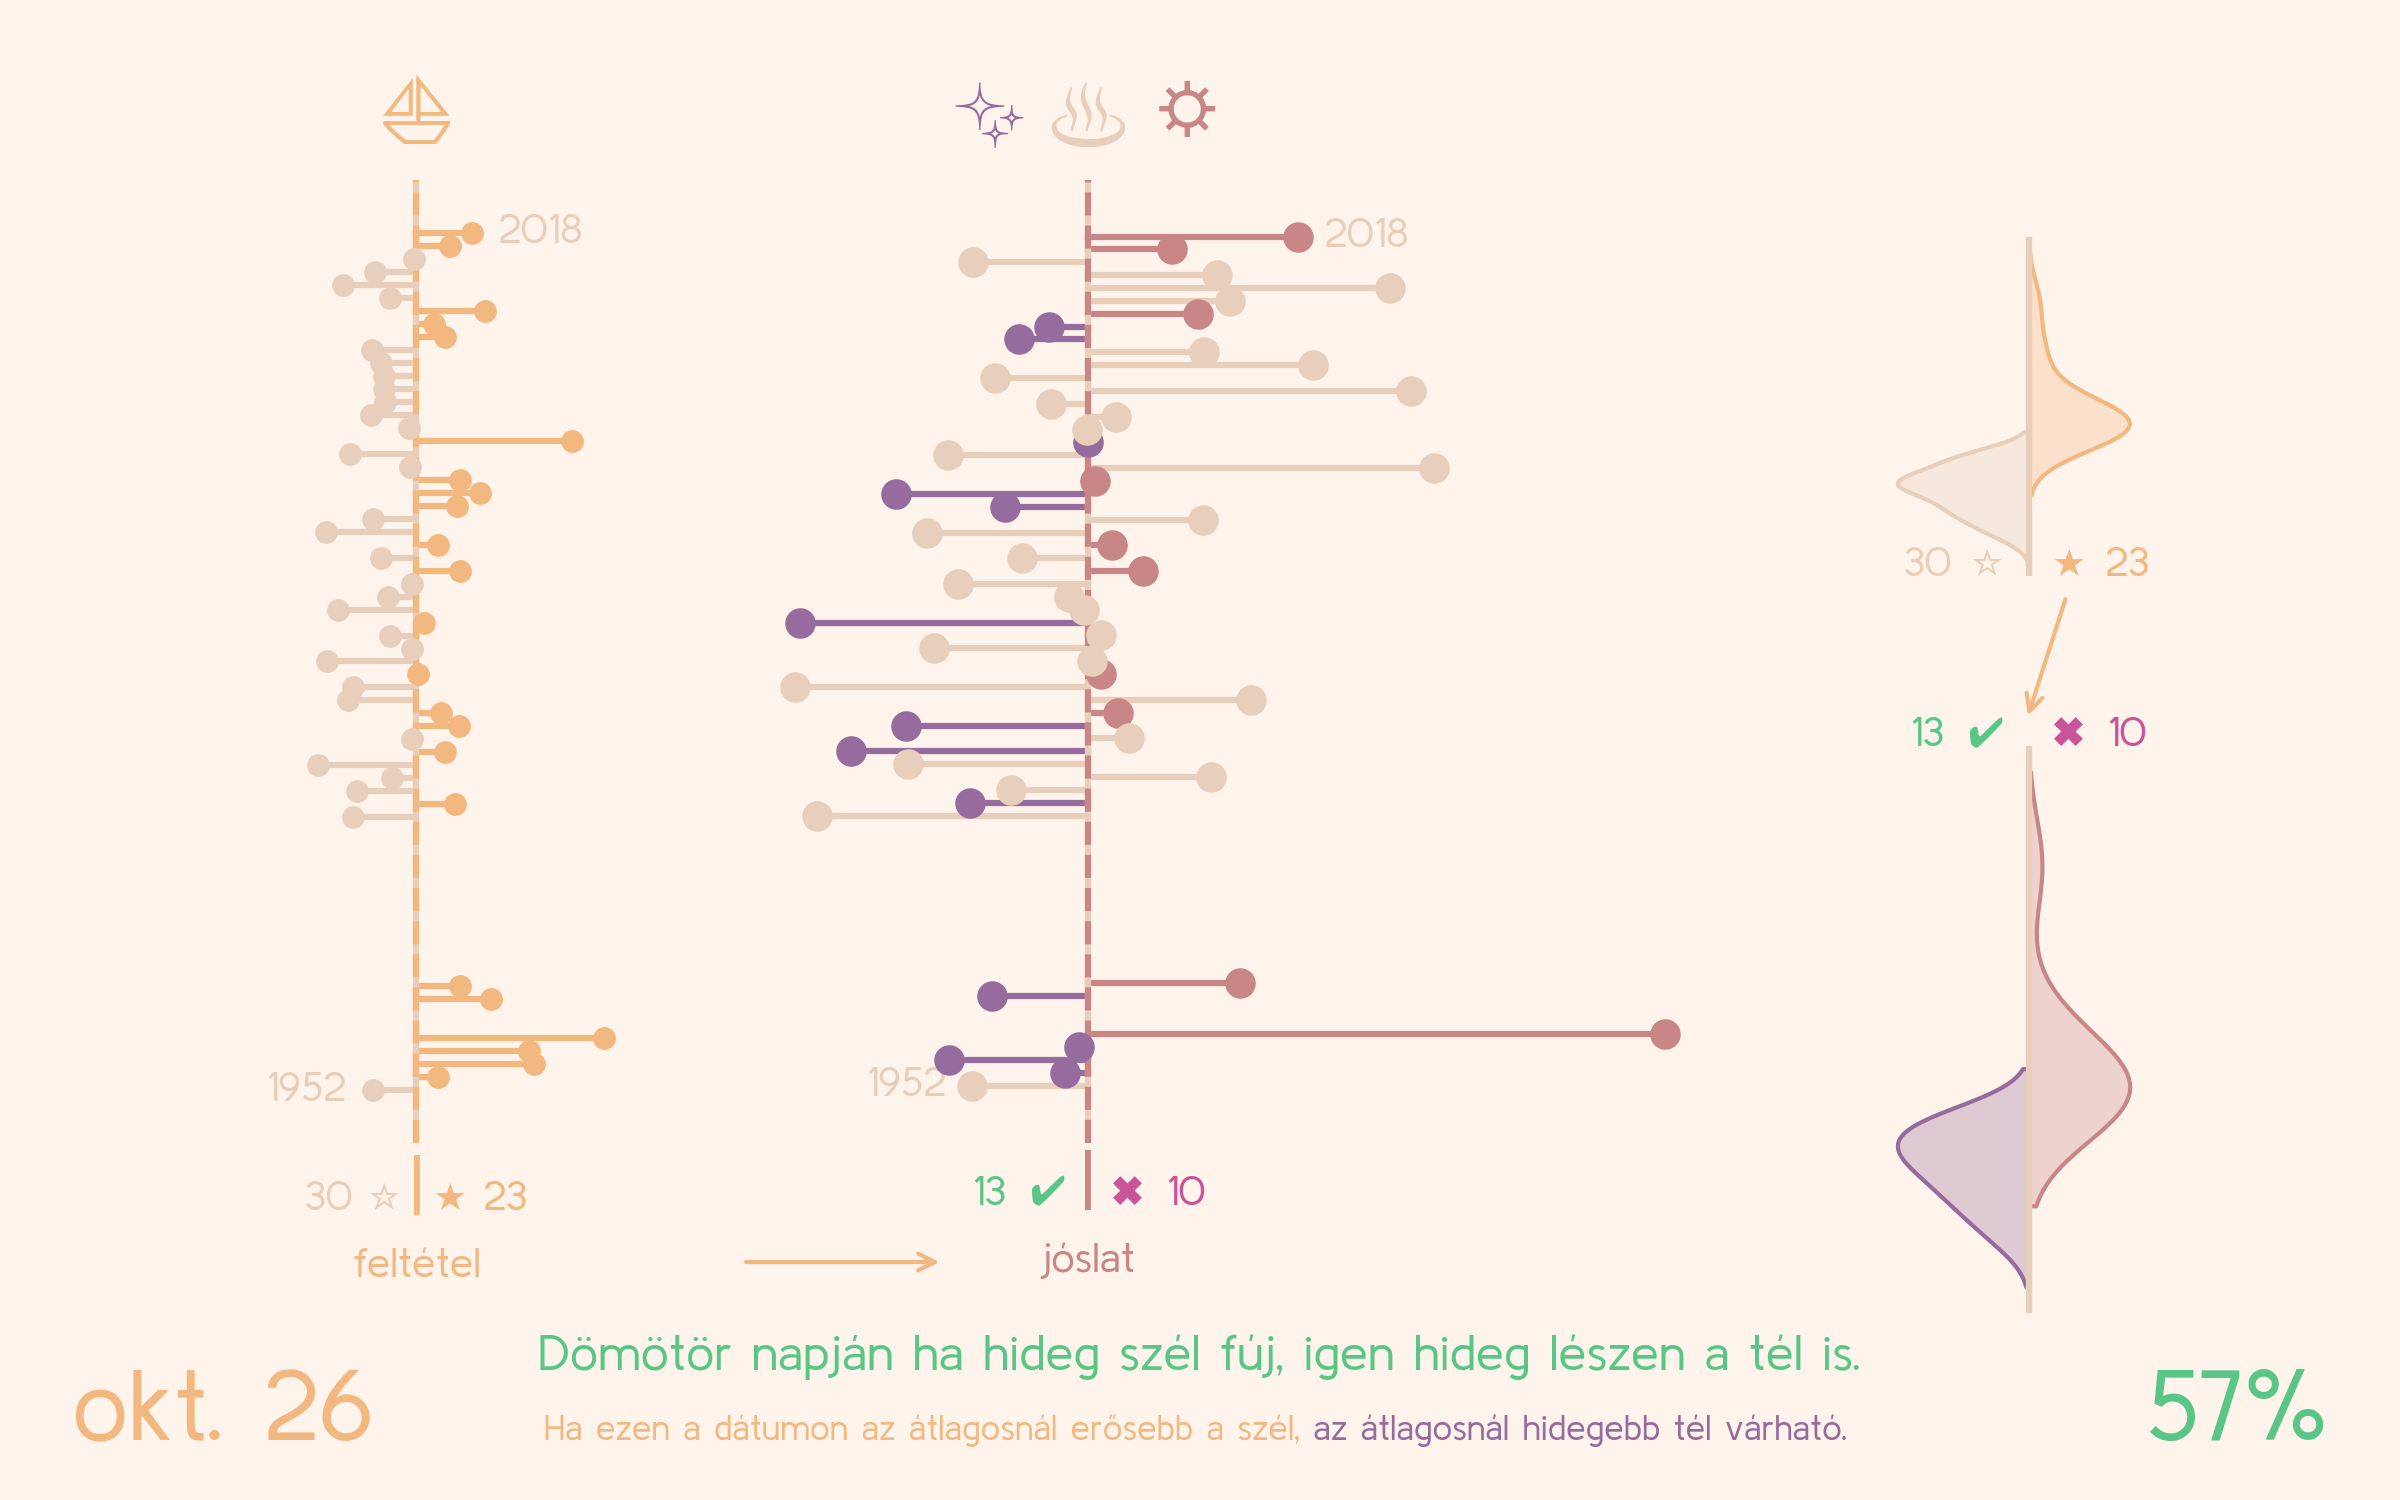 2018
2018
30 ☆ ★ 23
13 ✔ ✖ 10
1952
1952
30 ☆ ★ 23
13 ✔ ✖ 10
feltétel
jóslat
Dömötör napján ha hideg szél fúj, igen hideg lészen a tél is.
okt. 26
57%
Ha ezen a dátumon az átlagosnál erősebb a szél, az átlagosnál hidegebb tél várható.